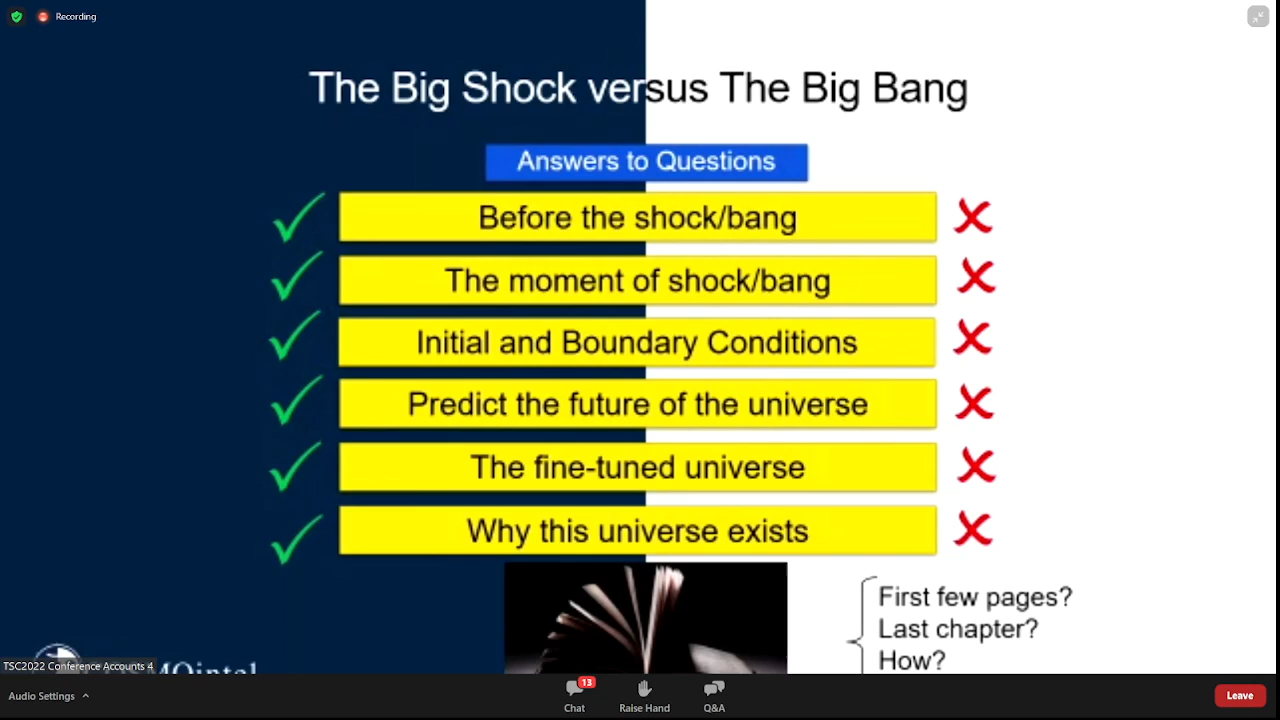 Recording
The Big Shock versus The Big Bang
Answers to Questions
Before the shock/bang
The moment of shock/bang
Initial and Boundary Conditions
Predict the future of the universe
The fine-tuned universe
Why this universe exists
First few pages?
Last chapter?
How?
TSC2022 Conference Accounts 4
Audio Settings
13
Chat
Raise Hand
Q&A
Leave